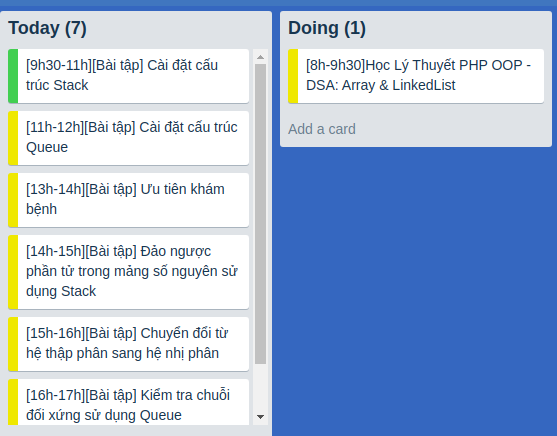 Today (7)
[9h30-11h][Bài tập] Cài đặt cấu
trúc Stack
[11h-12h][Bài tập] Cài đặt cấu trúc
Queue
[13h-14h][Bài tập] Ưu tiên khám
bệnh
[14h-15h][Bài tập] Đảo ngược
phần tử trong mảng số nguyên sử
dụng Stack
[15h-16h][Bài tập] Chuyển đổi từ
hệ thập phân sang hệ nhị phân
[16h-17h][Bài tập] Kiểm tra chuỗi
đối xứng sử dụng Queue
Doing (1)
[8h-9h30]Học Lý Thuyết PHP OOP -
DSA: Array & LinkedList
Add a card